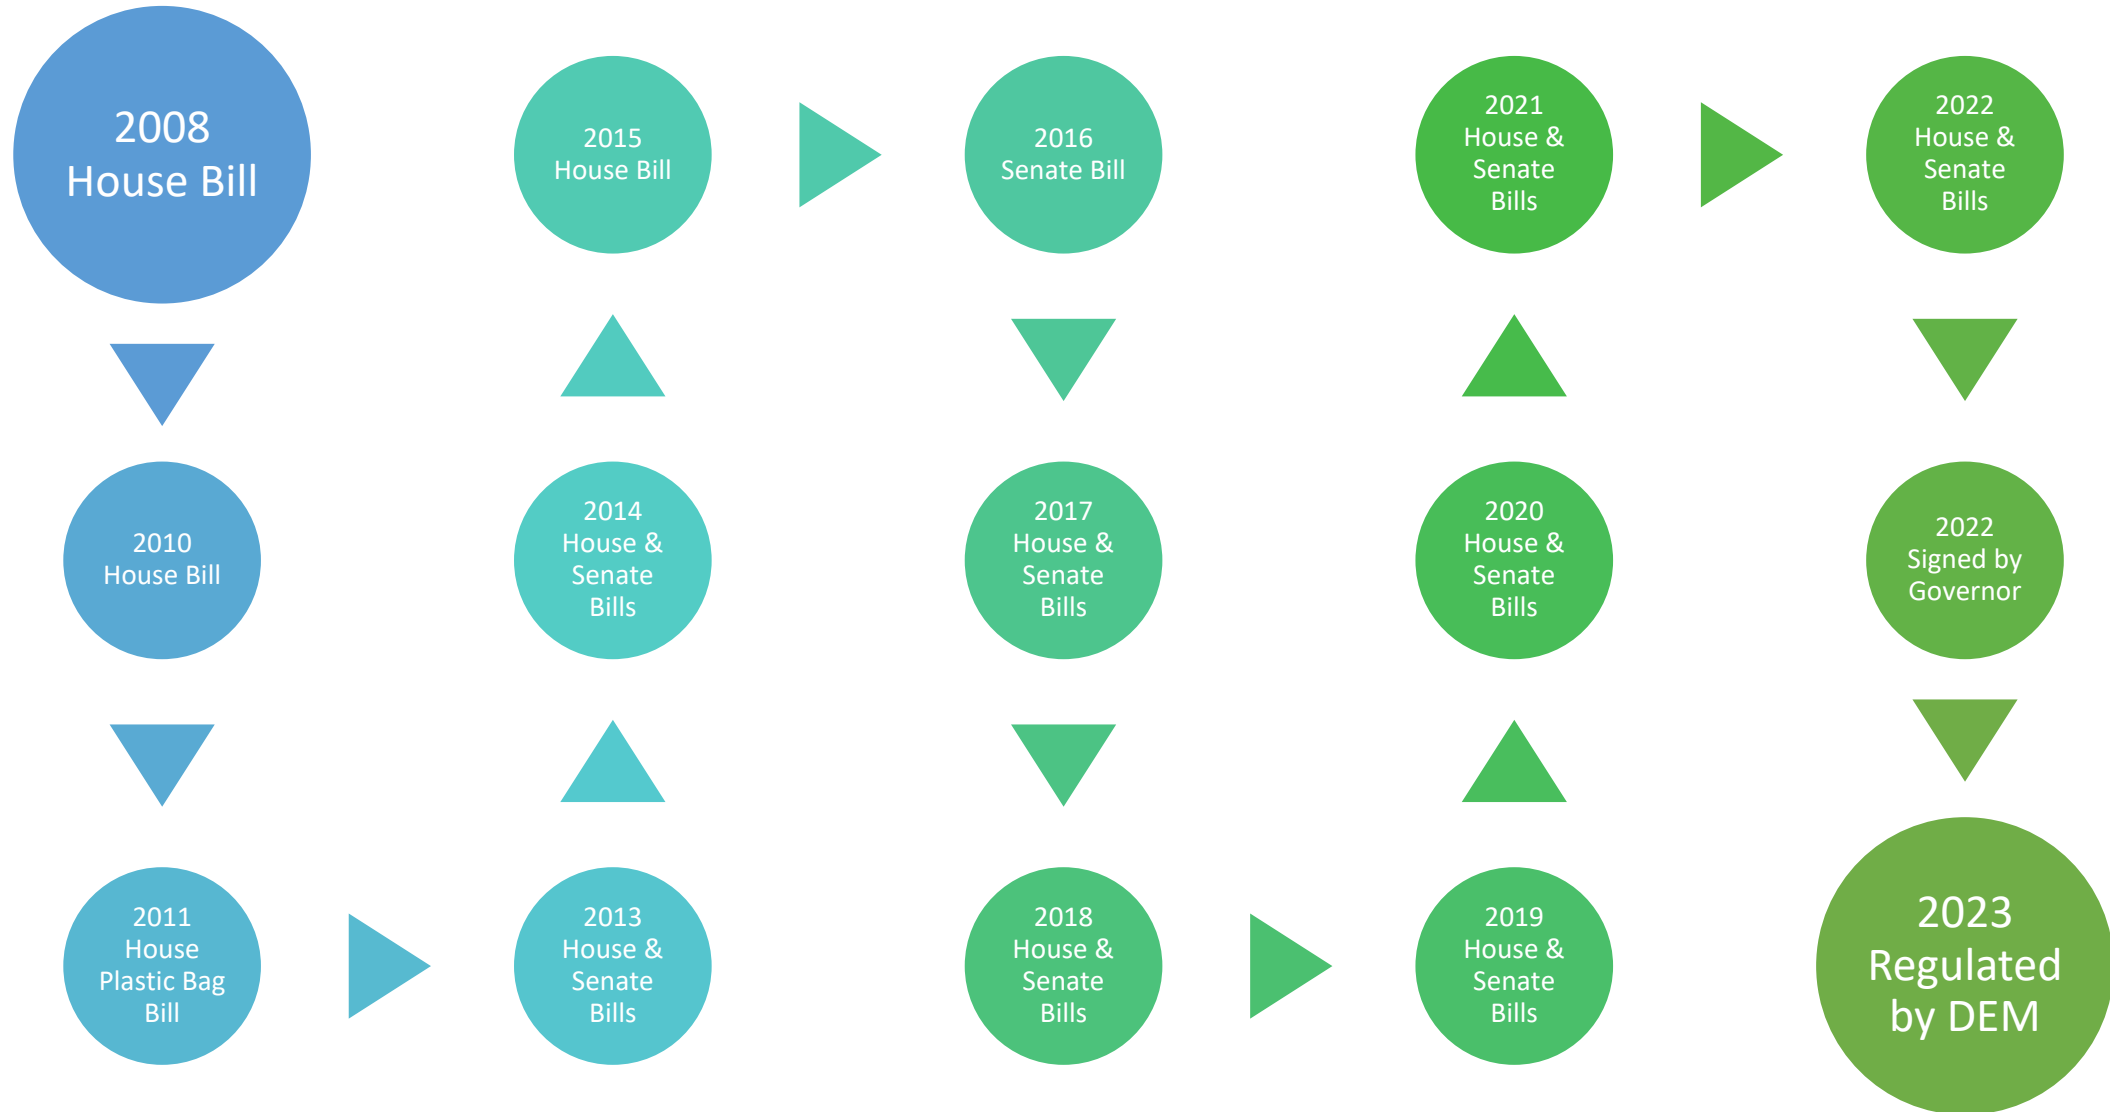 2008
House Bill
2010
House Bill
2011
House
Plastic Bag
Bill
2013
House &
Senate
Bills
2014
House &
Senate
Bills
2015
House Bill
2016
Senate Bill
2017
House &
Senate
Bills
2018
House &
Senate
Bills
2019
House &
Senate
Bills
2020
House &
Senate
Bills
2021
House &
Senate
Bills
2022
House &
Senate
Bills
2022
Signed by
Governor
2023
Regulated
by DEM